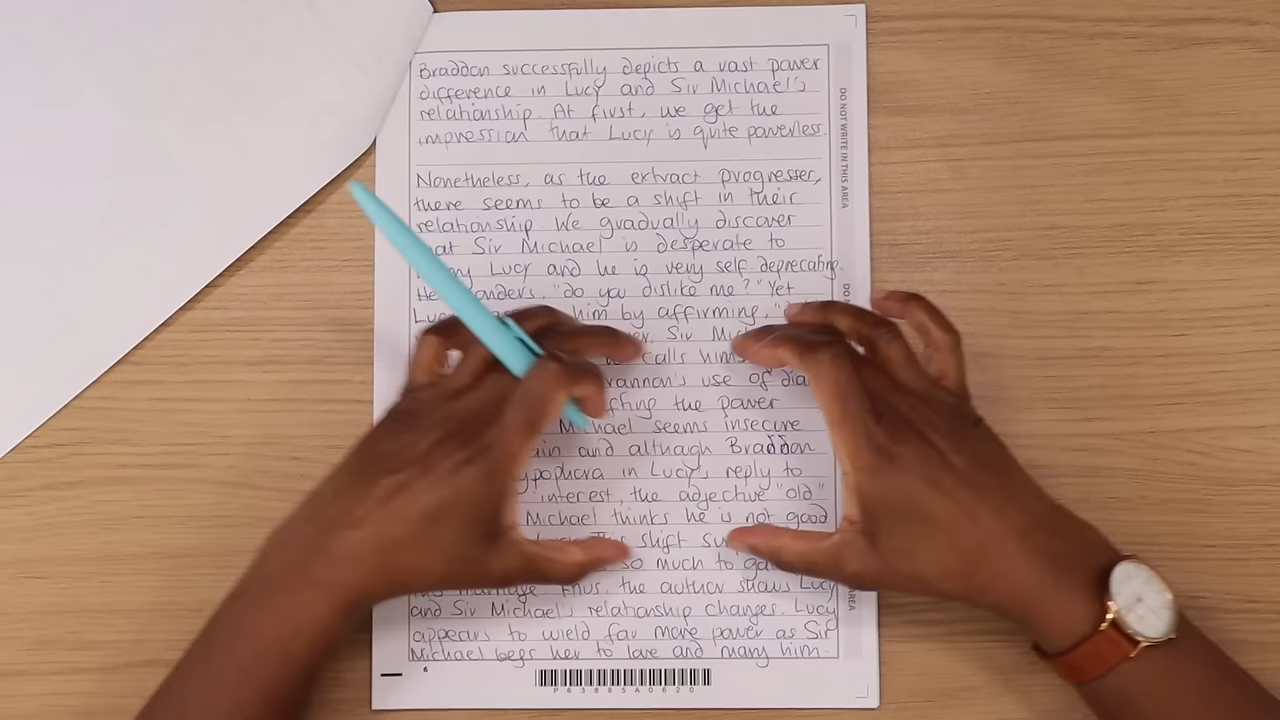 Braddon successfully depicts a vast power
difference in Lucy and Sir Michael's
relationship. At first, we get the
impression that Lucy is quite powerless.
Nonetheless, as the extract progresses,
there seems to be a shift in their
relationship. We gradually discover
Sir Michael is desperate to
Lucy and he is very self-deprecating.
He "do you dislike me?" Yet
him by affirming, "
Sir
calls
use of
the power
seems insecure
and although Braddon
in Lucy's reply to
interest, the adjective "old"
Michael thinks he is not good
shift
so much to
Thus, the author shows Lucy
and Sir Michael's relationship changes. Lucy
appears to wield far more power as Sir
Michael begs her to love and marry him.
DO NOT WRITE IN THIS AREA
DO
AREA
6
P63885A0620